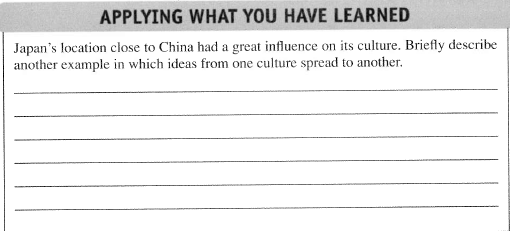 APPLYING WHAT YOU HAVE LEARNED
Japan's location close to China had a great influence on its culture. Briefly describe
another example in which ideas from one culture spread to another.